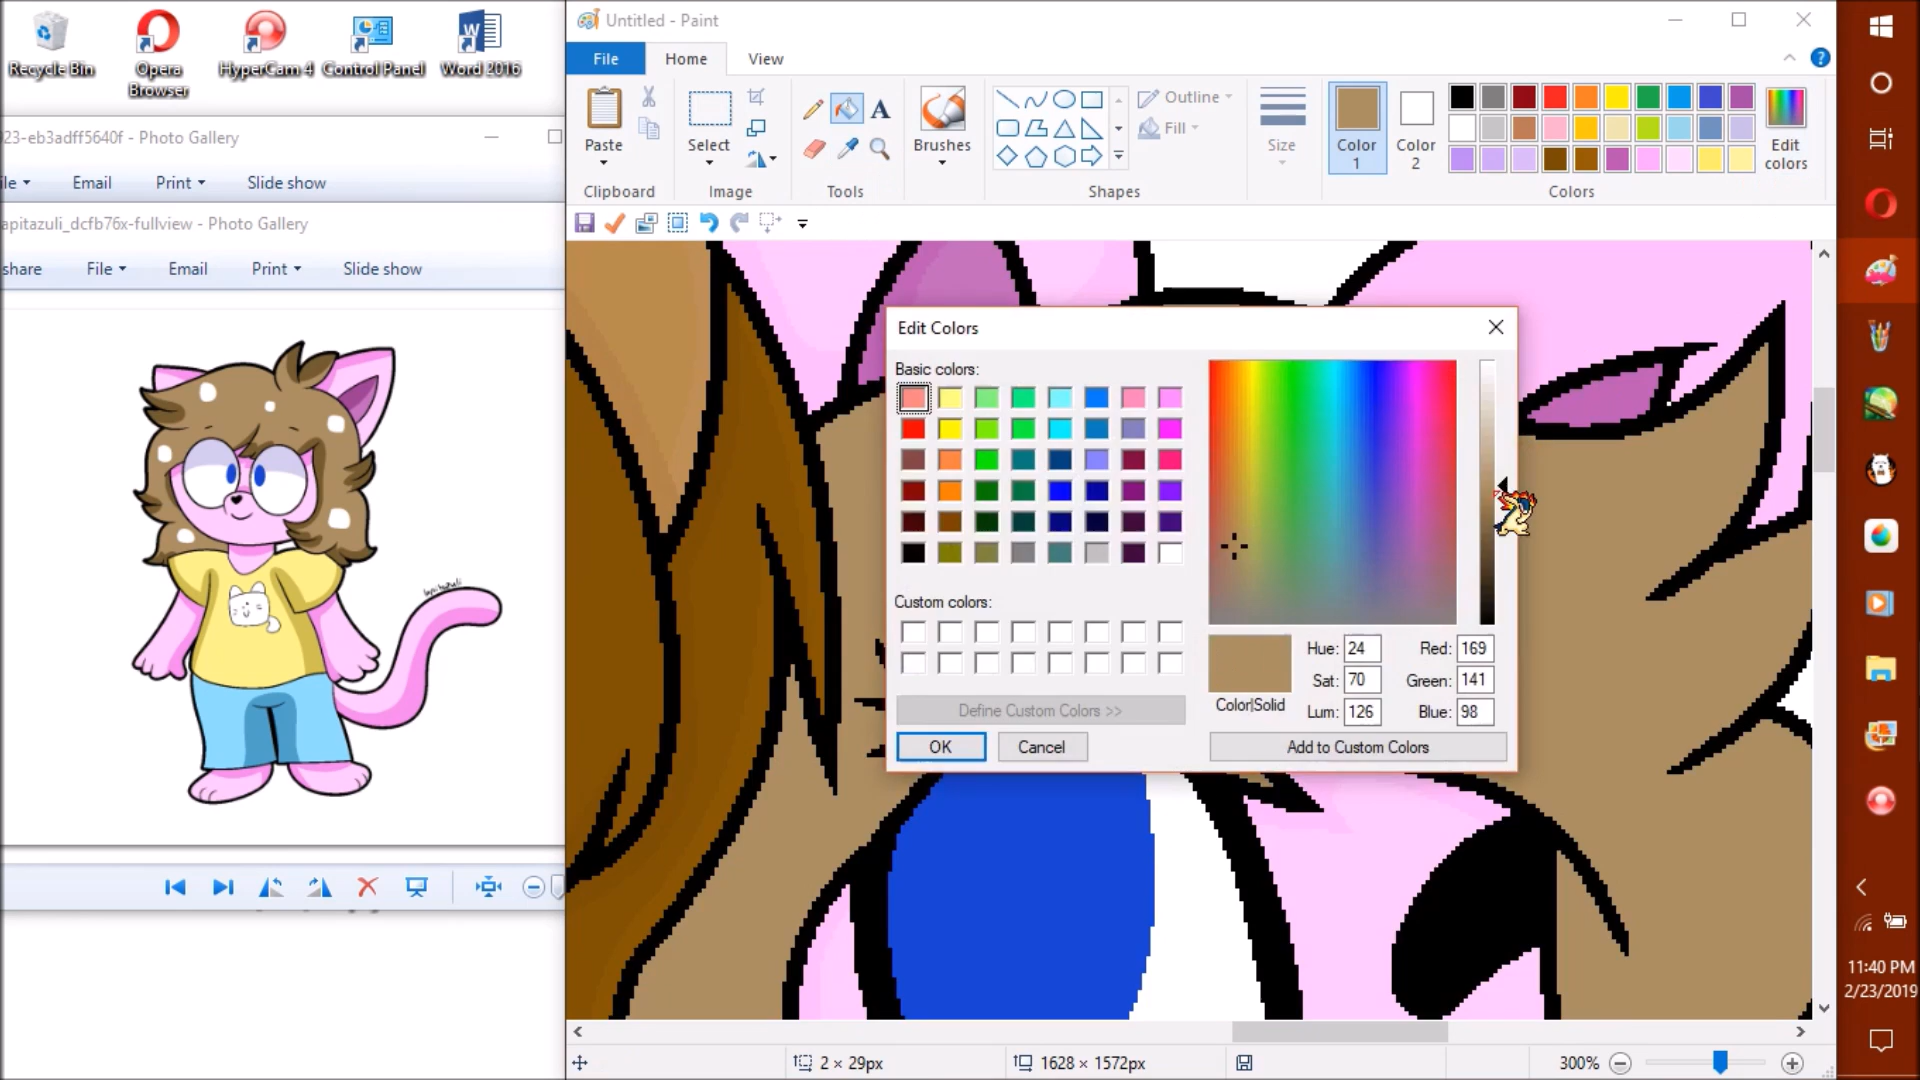 Recycle Bin
Opera Browser
HyperCam 4
Control Panel
Word 2016
23-eb3adff5640f - Photo Gallery
le
Email
Print
Slide show
apitazuli_dcfb76x-fullview - Photo Gallery
share
File
Email
Print
Slide show
Untitled - Paint
File
Home
View
Paste
Clipboard
Select
Image
A
Tools
Brushes
Shapes
Outline
Fill
Size
Color 1
Color 2
Edit colors
Colors
Edit Colors
Basic colors:
Custom colors:
Define Custom Colors >>
OK
Cancel
Color|Solid
Hue: 24
Sat: 70
Lum: 126
Red: 169
Green: 141
Blue: 98
Add to Custom Colors
2 × 29px
1628 × 1572px
300%
11:40 PM
2/23/2019